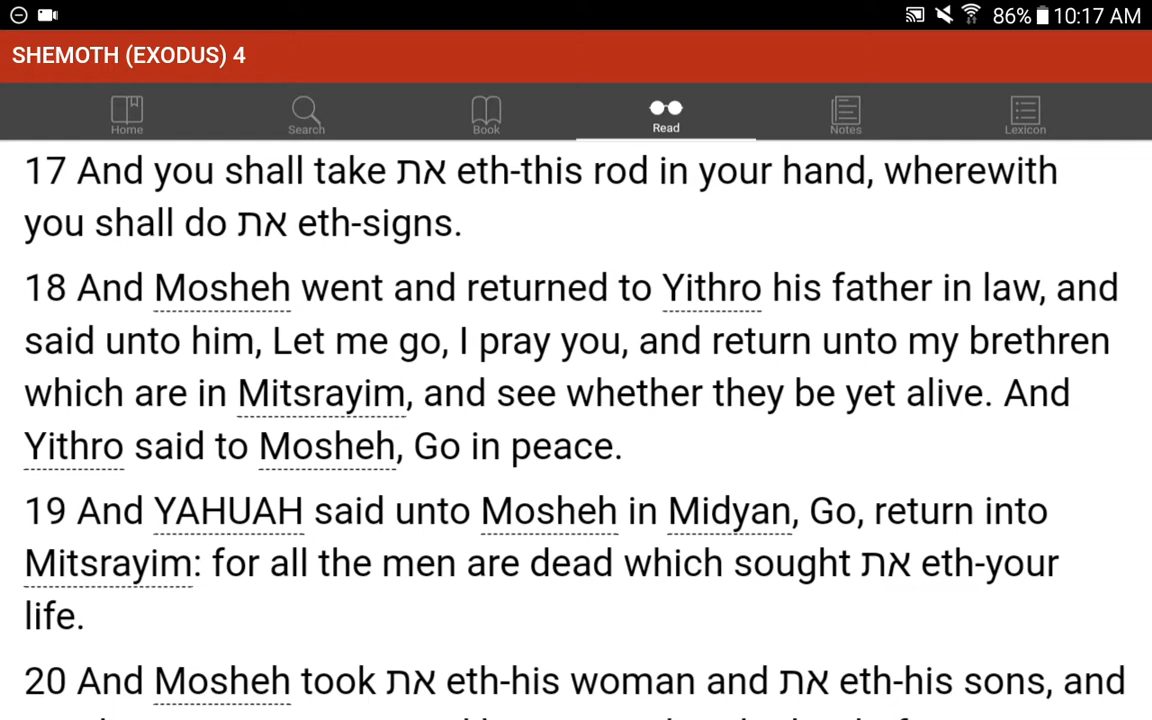 86% 10:17 AM
SHEMOTH (EXODUS) 4
Home Search Book Read Notes Lexicon
17 And you shall take את eth-this rod in your hand, wherewith
you shall do את eth-signs.
18 And Mosheh went and returned to Yithro his father in law, and
said unto him, Let me go, I pray you, and return unto my brethren
which are in Mitsrayim, and see whether they be yet alive. And
Yithro said to Mosheh, Go in peace.
19 And YAHUAH said unto Mosheh in Midyan, Go, return into
Mitsrayim: for all the men are dead which sought את eth-your
life.
20 And Mosheh took את eth-his woman and את eth-his sons, and